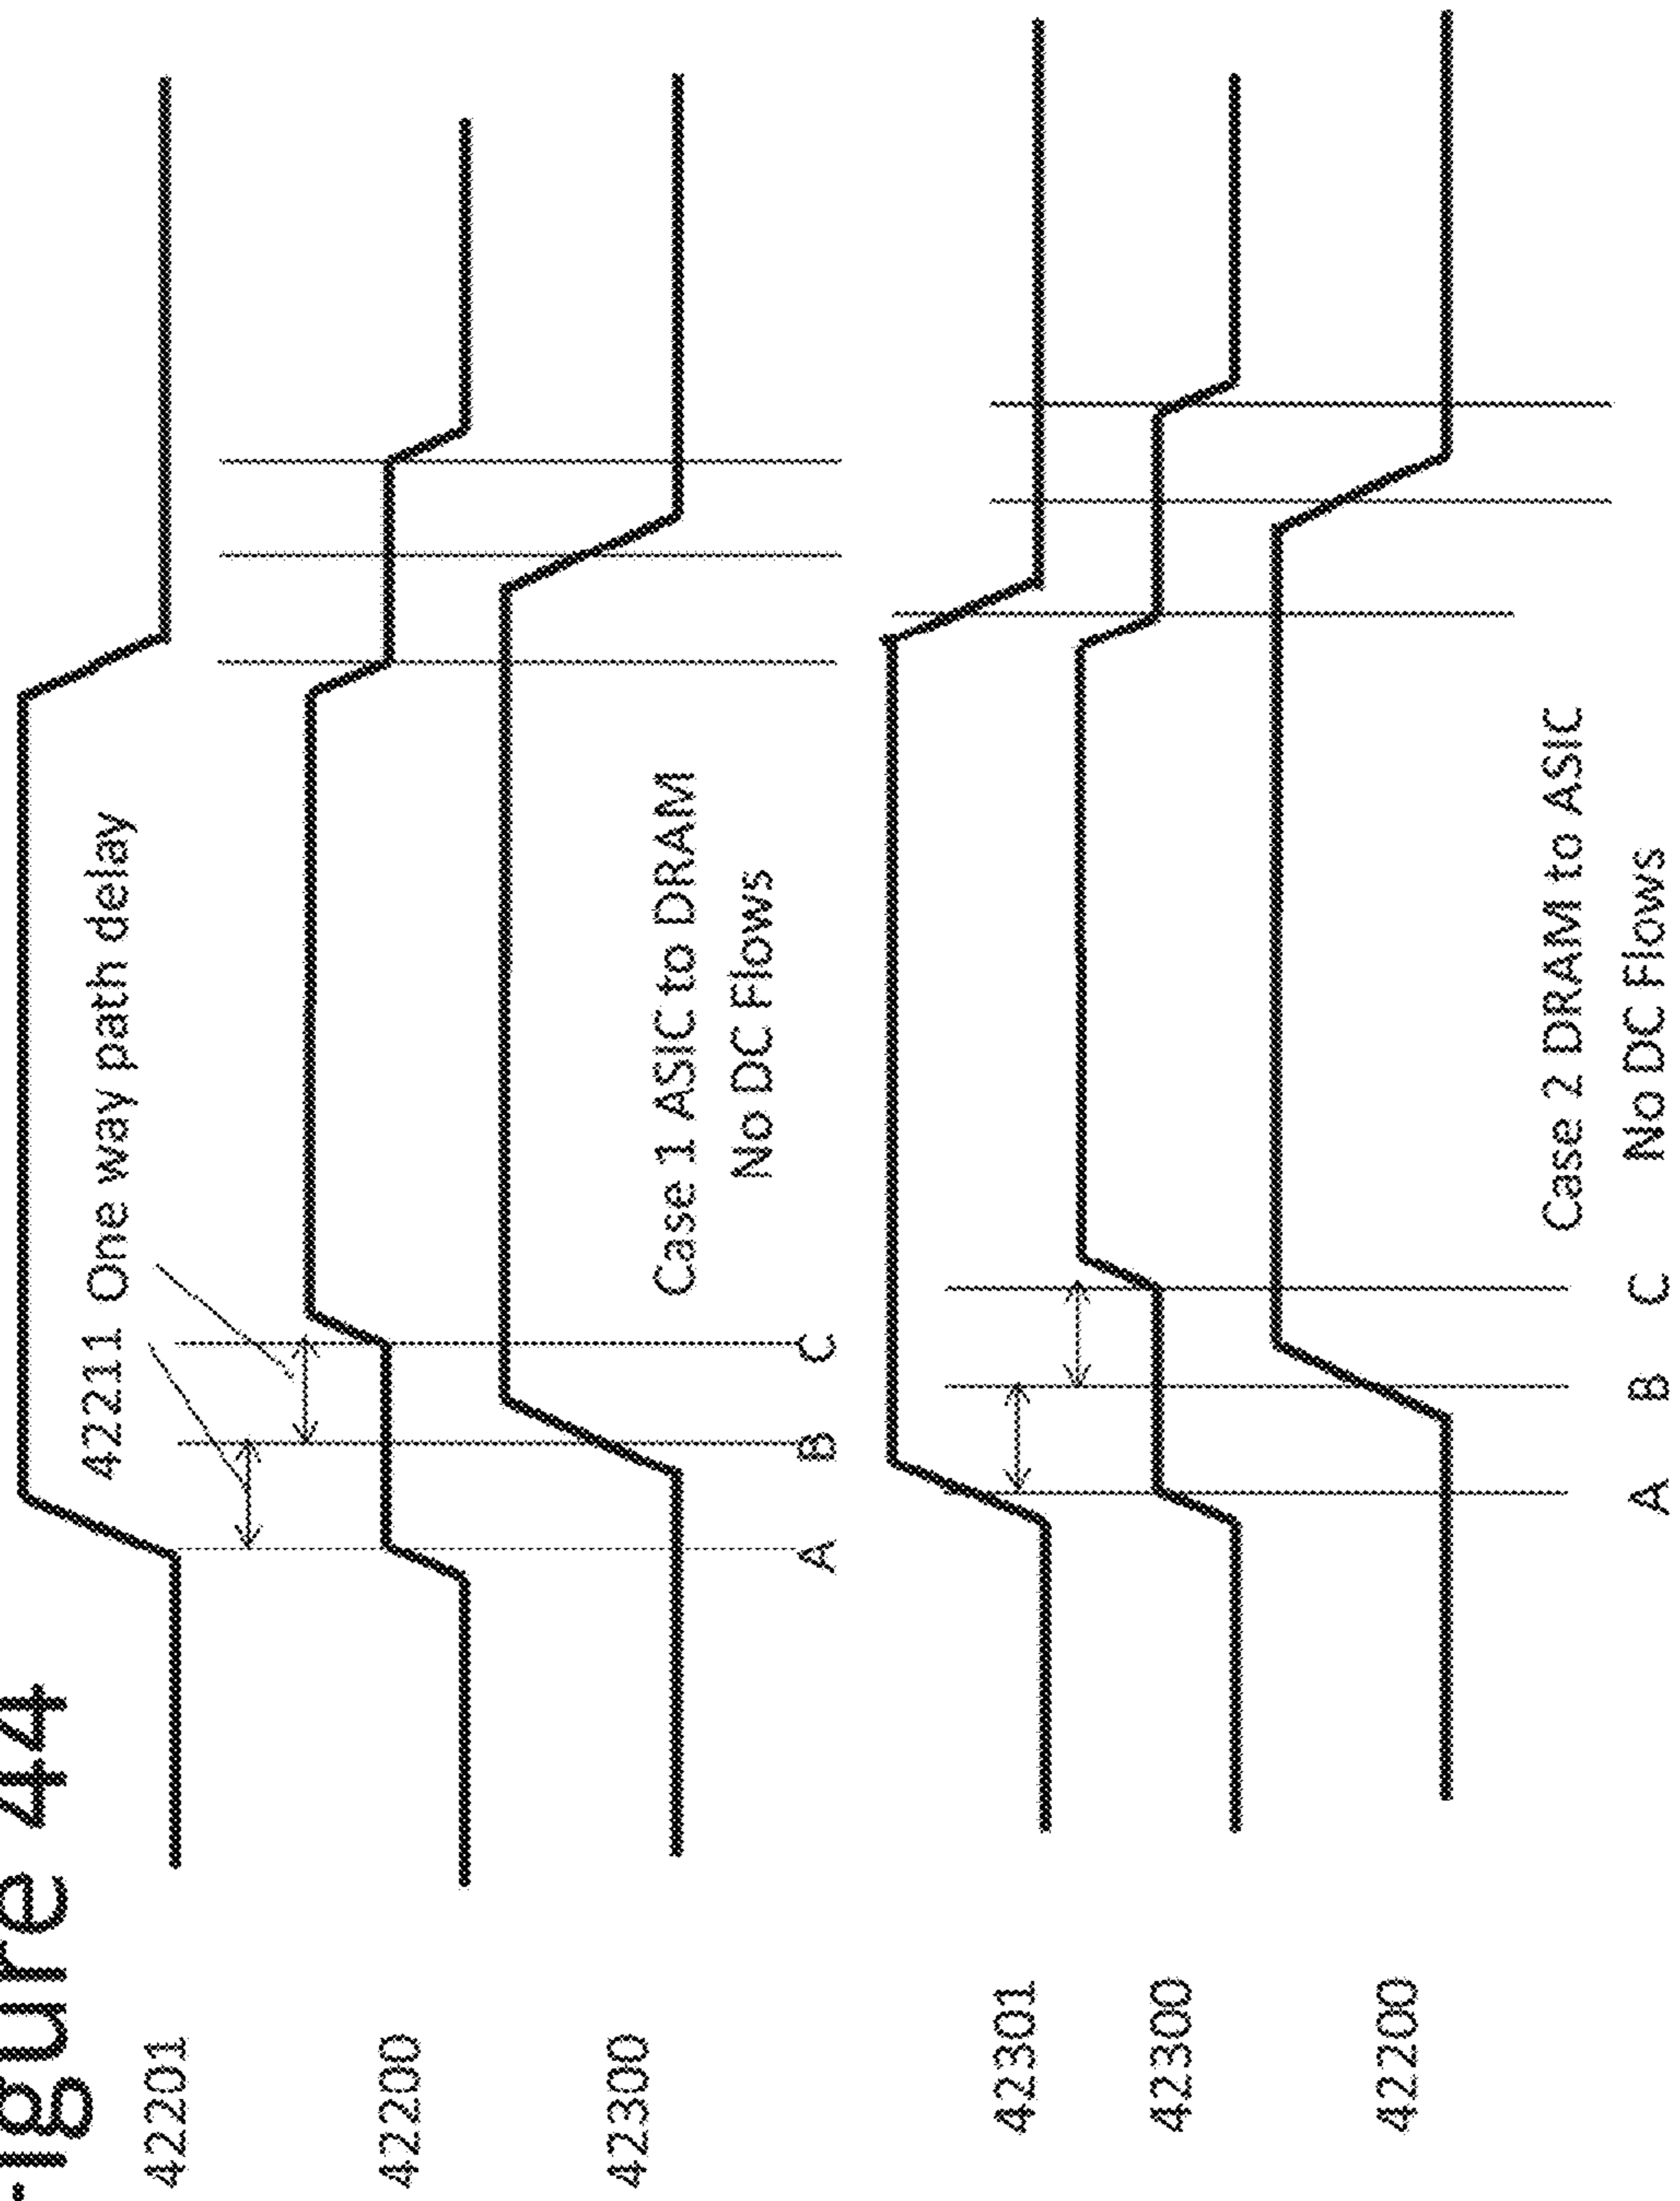 igure 44
42201
42211 One way path delay
42200
42300
Case 1 ASIC to DRAM
No DC Flows
A B C
42301
42300
42200
Case 2 DRAM to ASIC
No DC Flows
A B C